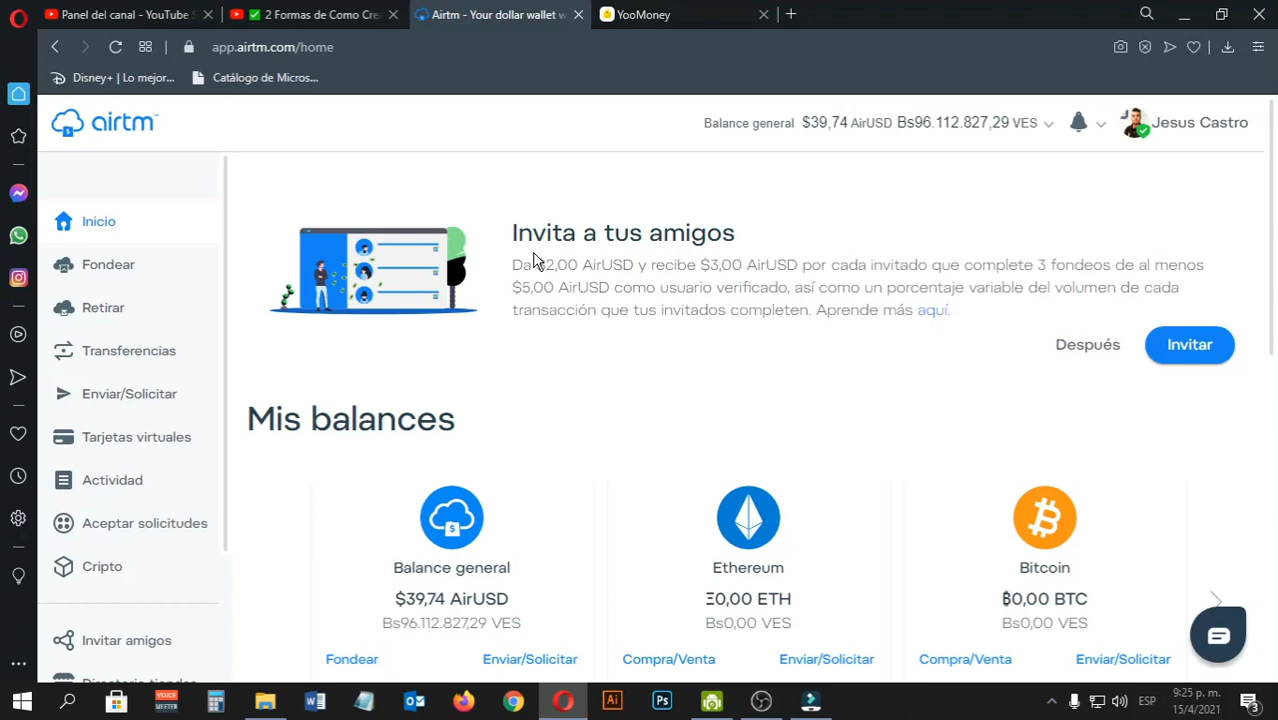 Panel del canal - YouTube S
2 Formas de Como Cre
Airtm - Your dollar wallet w
YooMoney
app.airtm.com/home
Disney+ | Lo mejor...
Catálogo de Micros...
airtm
Balance general $39,74 AirUSD Bs96.112.827,29 VES
Jesus Castro
Inicio
Fondear
Retirar
Transferencias
Enviar/Solicitar
Tarjetas virtuales
Actividad
Aceptar solicitudes
Cripto
Invitar amigos
Directorio tiendas
Invita a tus amigos
Da $2,00 AirUSD y recibe $3,00 AirUSD por cada invitado que complete 3 fondeos de al menos
$5,00 AirUSD como usuario verificado, así como un porcentaje variable del volumen de cada
transacción que tus invitados completen. Aprende más aquí.
Después
Invitar
Mis balances
Balance general
$39,74 AirUSD
Bs96.112.827,29 VES
Fondear
Enviar/Solicitar
Ethereum
Ξ0,00 ETH
Bs0,00 VES
Compra/Venta
Enviar/Solicitar
Bitcoin
฿0,00 BTC
Bs0,00 VES
Compra/Venta
Enviar/Solicitar
VOICE
MEETER
Ai
Ps
ESP
9:25 p. m.
15/4/2021
3